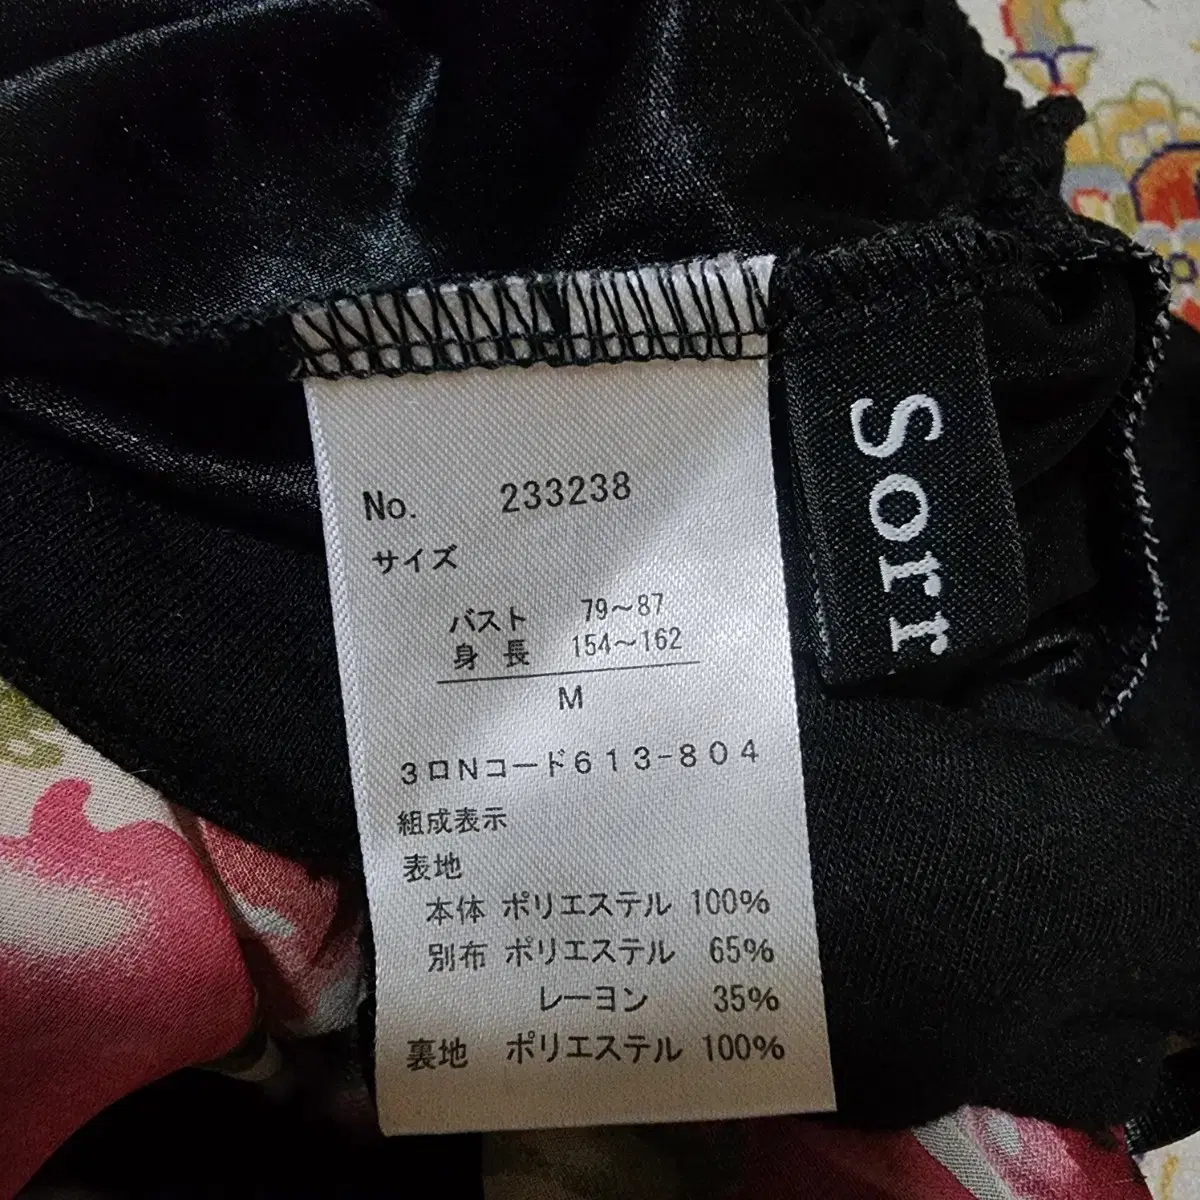 No. 233238
サイズ
バスト 79～87
身長 154～162
M
3ロNコード613-804
組成表示
表地
本体 ポリエステル 100%
別布 ポリエステル 65%
レーヨン 35%
裏地 ポリエステル 100%
Sorr